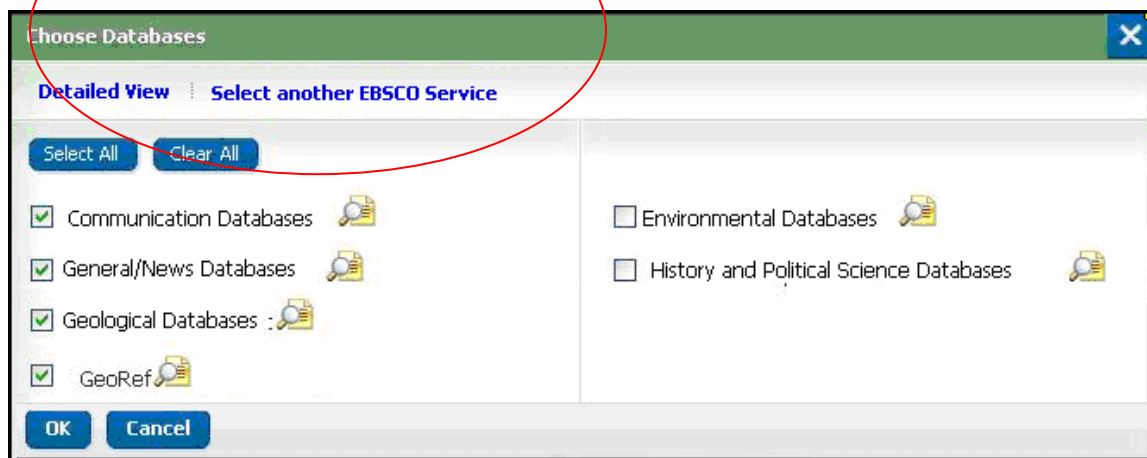 Choose Databases
Detailed View Select another EBSCO Service
Select All Clear All
Communication Databases
Environmental Databases
General/News Databases
History and Political Science Databases
Geological Databases :
GeoRef
OK Cancel